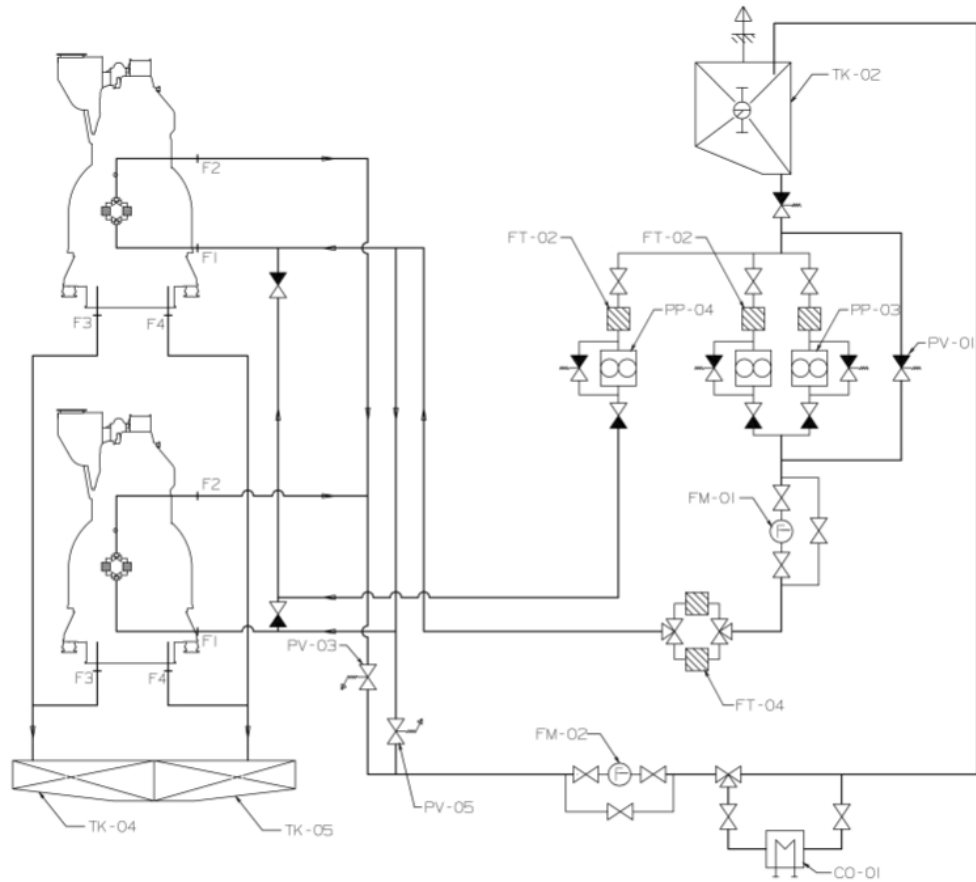 TK-02
F2
FT-02
FT-02
F1
PP-04
PP-03
F3
F4
PV-01
F2
FM-01
F1
PV-03
F3
F4
FT-04
FM-02
F
F
PV-05
TK-04
TK-05
CO-01